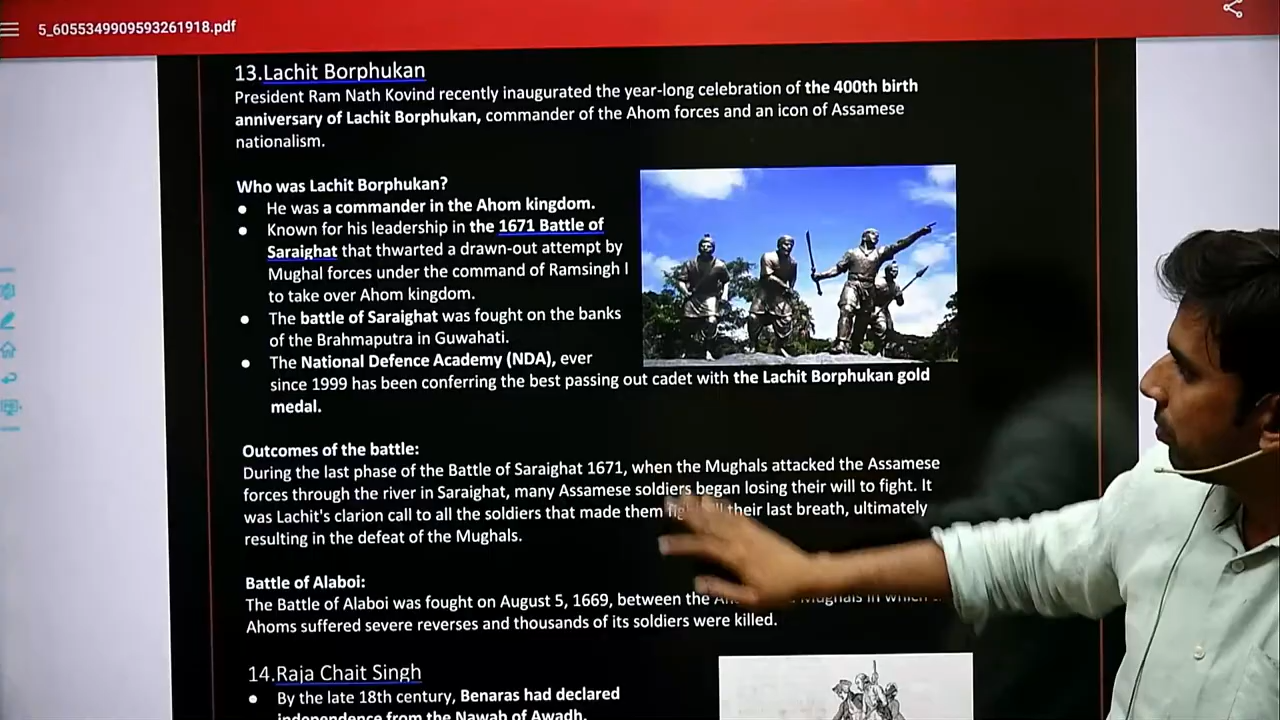 5_6055349909593261918.pdf
13.Lachit Borphukan
President Ram Nath Kovind recently inaugurated the year-long celebration of the 400th birth
anniversary of Lachit Borphukan, commander of the Ahom forces and an icon of Assamese
nationalism.
Who was Lachit Borphukan?
● He was a commander in the Ahom kingdom.
● Known for his leadership in the 1671 Battle of
Saraighat that thwarted a drawn-out attempt by
Mughal forces under the command of Ramsingh I
to take over Ahom kingdom.
● The battle of Saraighat was fought on the banks
of the Brahmaputra in Guwahati.
● The National Defence Academy (NDA), ever
since 1999 has been conferring the best passing out cadet with the Lachit Borphukan gold
medal.
Outcomes of the battle:
During the last phase of the Battle of Saraighat 1671, when the Mughals attacked the Assamese
forces through the river in Saraighat, many Assamese soldiers began losing their will to fight. It
was Lachit's clarion call to all the soldiers that made them their last breath, ultimately
resulting in the defeat of the Mughals.
Battle of Alaboi:
The Battle of Alaboi was fought on August 5, 1669, between the Mughals in which
Ahoms suffered severe reverses and thousands of its soldiers were killed.
14.Raja Chait Singh
● By the late 18th century, Benaras had declared
independence from the Nawab of Awadh.